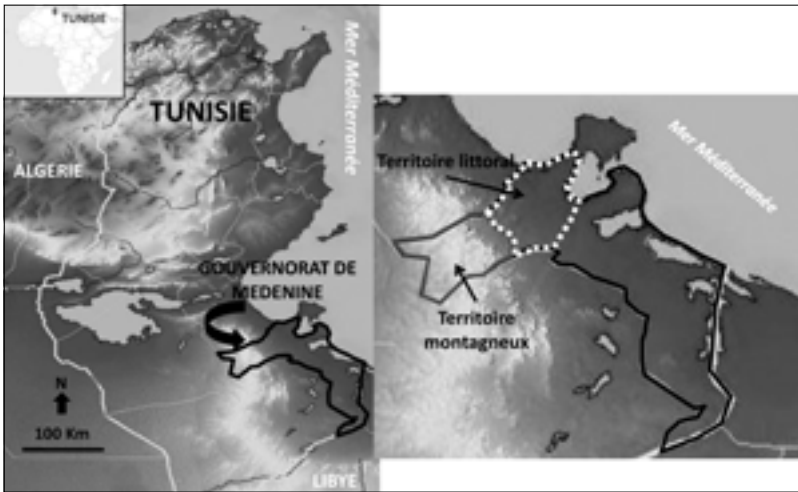 TUNISIE
TUNISIE
Mer Méditerranée
ALGERIE
GOUVERNORAT DE
MEDENINE
N
100 Km
LIBYE
Mer Méditerranée
Territoire littoral
Territoire
montagneux